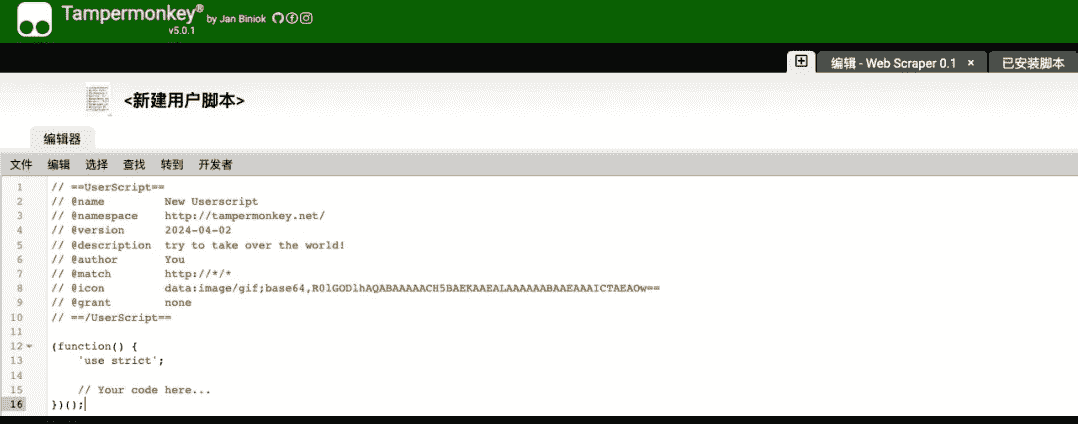 Tampermonkey® by Jan Biniok
v5.0.1
编辑 - Web Scraper 0.1 × 已安装脚本
<新建用户脚本>
编辑器
文件 编辑 选择 查找 转到 开发者
1 // ==UserScript==
2 // @name New Userscript
3 // @namespace http://tampermonkey.net/
4 // @version 2024-04-02
5 // @description try to take over the world!
6 // @author You
7 // @match http://*/*
8 // @icon data:image/gif;base64,R0lGODlhAQABAAAAACH5BAEKAAEALAAAAAABAAEAAAICTAEAOw==
9 // @grant none
10 // ==/UserScript==
11
12 (function() {
13 'use strict';
14
15 // Your code here...
16 })();